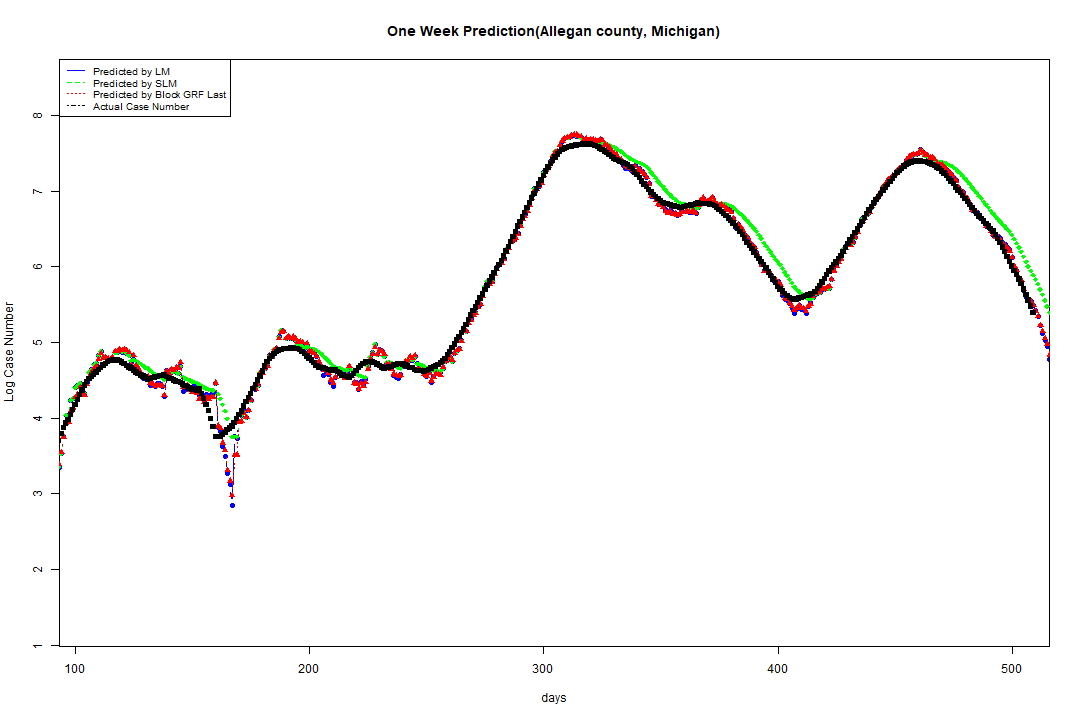 One Week Prediction(Allegan county, Michigan)
Predicted by LM
Predicted by SLM
Predicted by Block GRF Last
Actual Case Number
Log Case Number
8
7
6
5
4
3
2
1
100 200 300 400 500
days